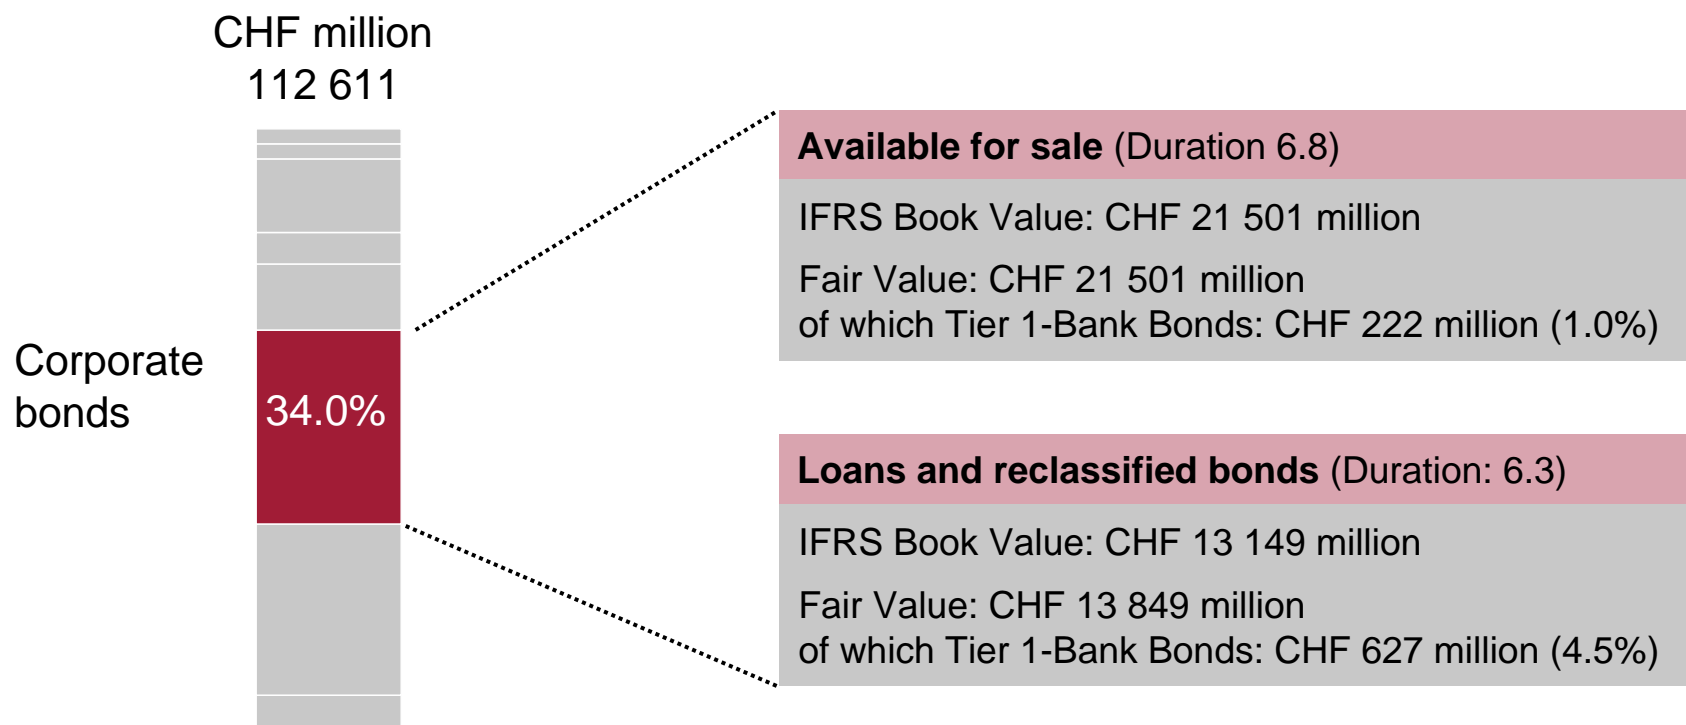 CHF million
112 611
Corporate
bonds
34.0%
Available for sale (Duration 6.8)
IFRS Book Value: CHF 21 501 million
Fair Value: CHF 21 501 million
of which Tier 1-Bank Bonds: CHF 222 million (1.0%)
Loans and reclassified bonds (Duration: 6.3)
IFRS Book Value: CHF 13 149 million
Fair Value: CHF 13 849 million
of which Tier 1-Bank Bonds: CHF 627 million (4.5%)